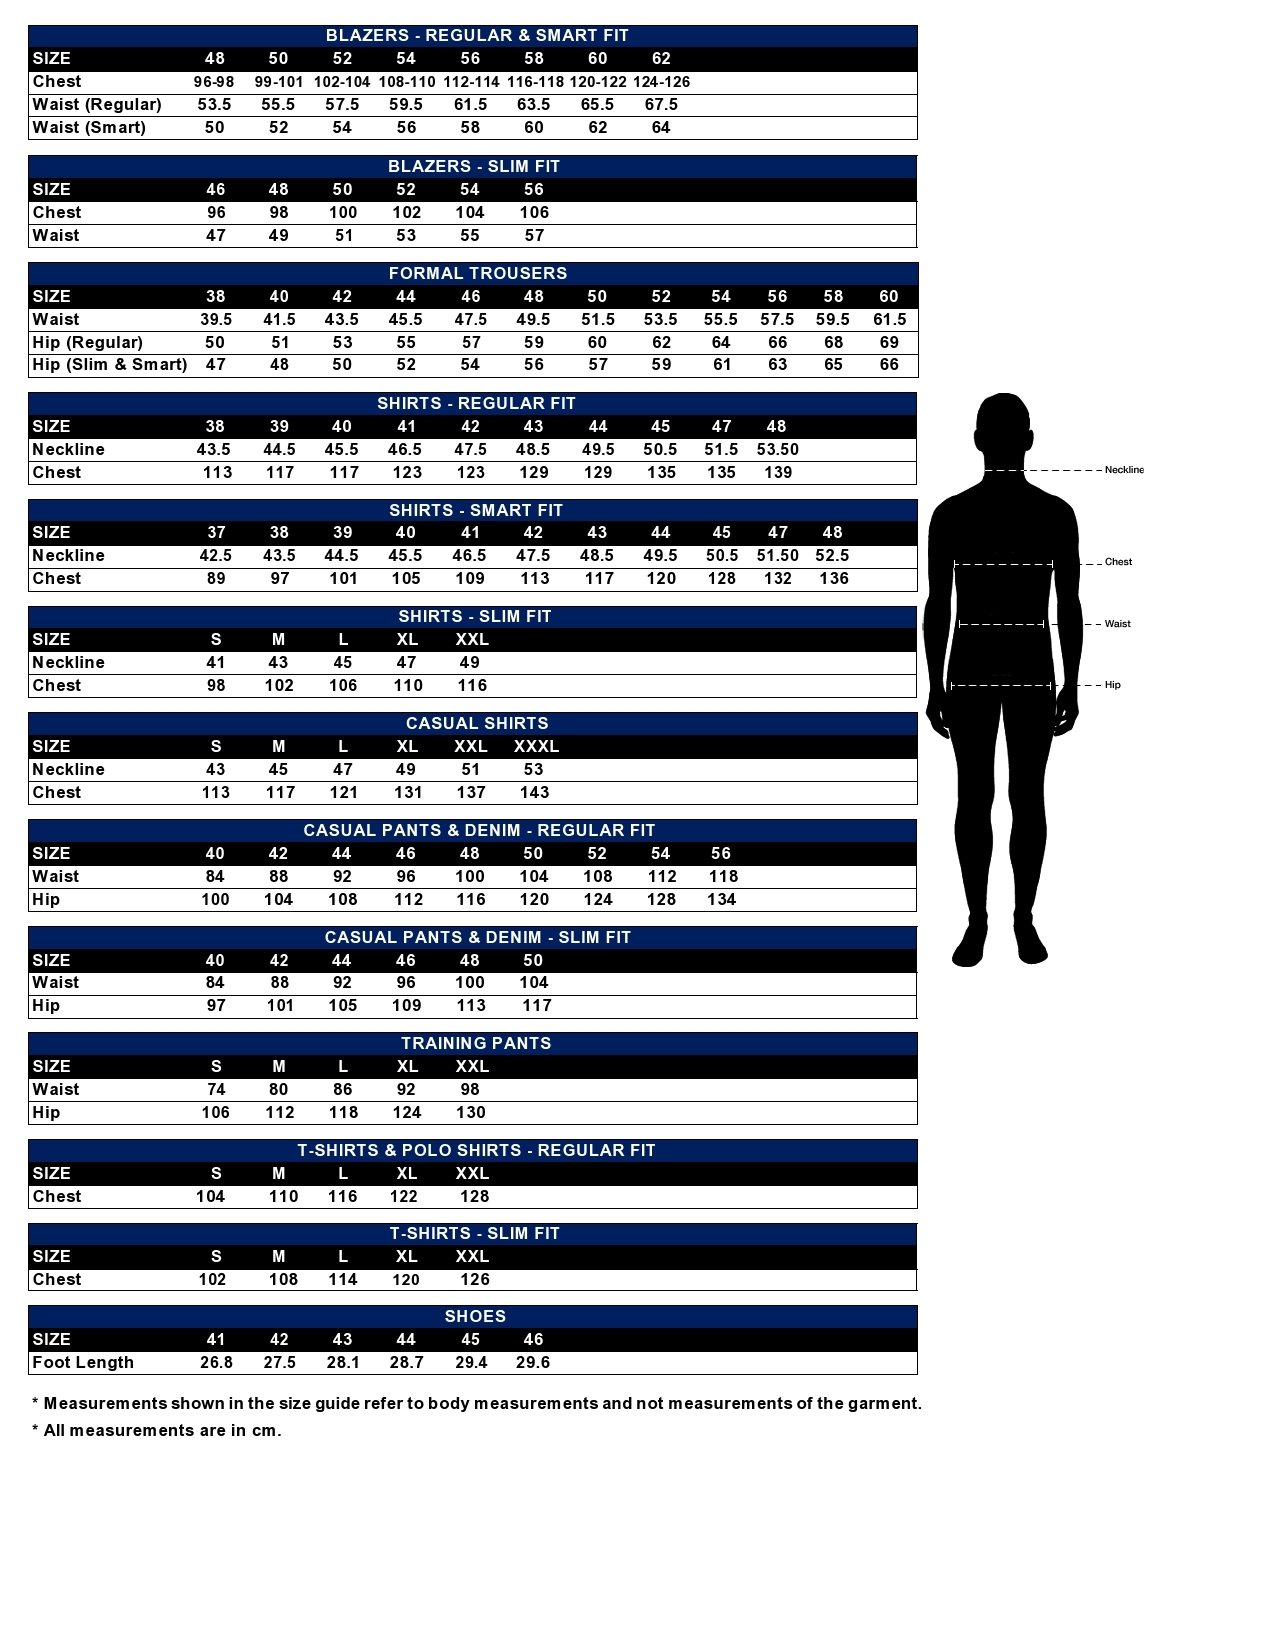 BLAZERS - REGULAR & SMART FIT
SIZE 48 50 52 54 56 58 60 62
Chest 96-98 99-101 102-104 108-110 112-114 116-118 120-122 124-126
Waist (Regular) 53.5 55.5 57.5 59.5 61.5 63.5 65.5 67.5
Waist (Smart) 50 52 54 56 58 60 62 64
BLAZERS - SLIM FIT
SIZE 46 48 50 52 54 56
Chest 96 98 100 102 104 106
Waist 47 49 51 53 55 57
FORMAL TROUSERS
SIZE 38 40 42 44 46 48 50 52 54 56 58 60
Waist 39.5 41.5 43.5 45.5 47.5 49.5 51.5 53.5 55.5 57.5 59.5 61.5
Hip (Regular) 50 51 53 55 57 59 60 62 64 66 68 69
Hip (Slim & Smart) 47 48 50 52 54 56 57 59 61 63 65 66
SHIRTS - REGULAR FIT
SIZE 38 39 40 41 42 43 44 45 47 48
Neckline 43.5 44.5 45.5 46.5 47.5 48.5 49.5 50.5 51.5 53.50
Chest 113 117 117 123 123 129 129 135 135 139
SHIRTS - SMART FIT
SIZE 37 38 39 40 41 42 43 44 45 47 48
Neckline 42.5 43.5 44.5 45.5 46.5 47.5 48.5 49.5 50.5 51.50 52.5
Chest 89 97 101 105 109 113 117 120 128 132 136
SHIRTS - SLIM FIT
SIZE S M L XL XXL
Neckline 41 43 45 47 49
Chest 98 102 106 110 116
CASUAL SHIRTS
SIZE S M L XL XXL XXXL
Neckline 43 45 47 49 51 53
Chest 113 117 121 131 137 143
CASUAL PANTS & DENIM - REGULAR FIT
SIZE 40 42 44 46 48 50 52 54 56
Waist 84 88 92 96 100 104 108 112 118
Hip 100 104 108 112 116 120 124 128 134
CASUAL PANTS & DENIM - SLIM FIT
SIZE 40 42 44 46 48 50
Waist 84 88 92 96 100 104
Hip 97 101 105 109 113 117
TRAINING PANTS
SIZE S M L XL XXL
Waist 74 80 86 92 98
Hip 106 112 118 124 130
T-SHIRTS & POLO SHIRTS - REGULAR FIT
SIZE S M L XL XXL
Chest 104 110 116 122 128
T-SHIRTS - SLIM FIT
SIZE S M L XL XXL
Chest 102 108 114 120 126
SHOES
SIZE 41 42 43 44 45 46
Foot Length 26.8 27.5 28.1 28.7 29.4 29.6
* Measurements shown in the size guide refer to body measurements and not measurements of the garment.
* All measurements are in cm.
Neckline
Chest
Waist
Hip